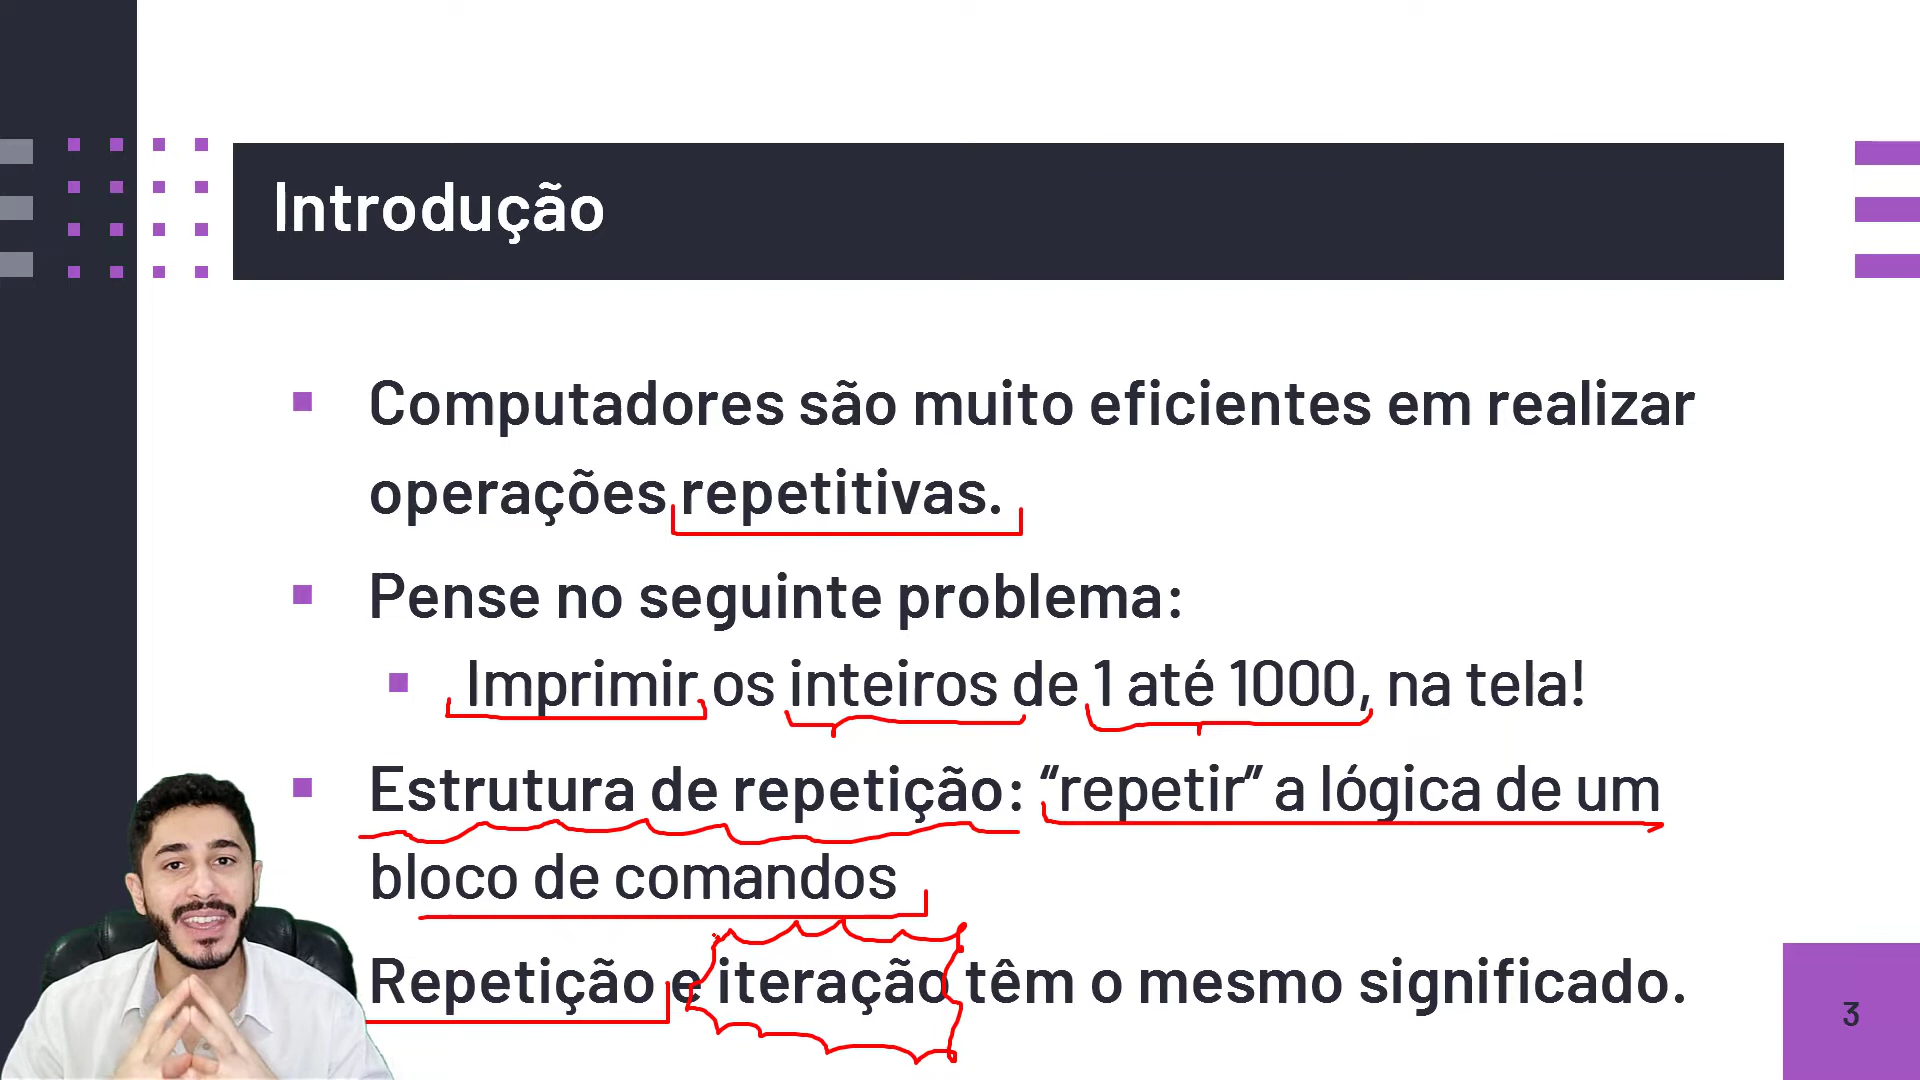 Introdução
Computadores são muito eficientes em realizar
operações repetitivas.
Pense no seguinte problema:
Imprimir os inteiros de 1 até 1000, na tela!
Estrutura de repetição: “repetir” a lógica de um
bloco de comandos
Repetição e iteração têm o mesmo significado.
3